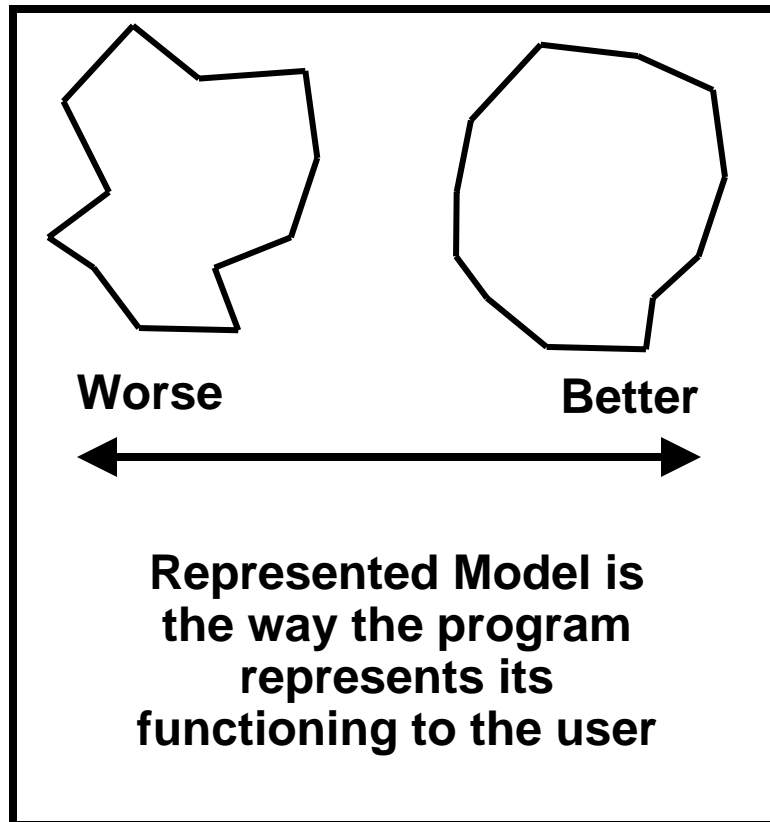 Worse
Better
Represented Model is
the way the program
represents its
functioning to the user